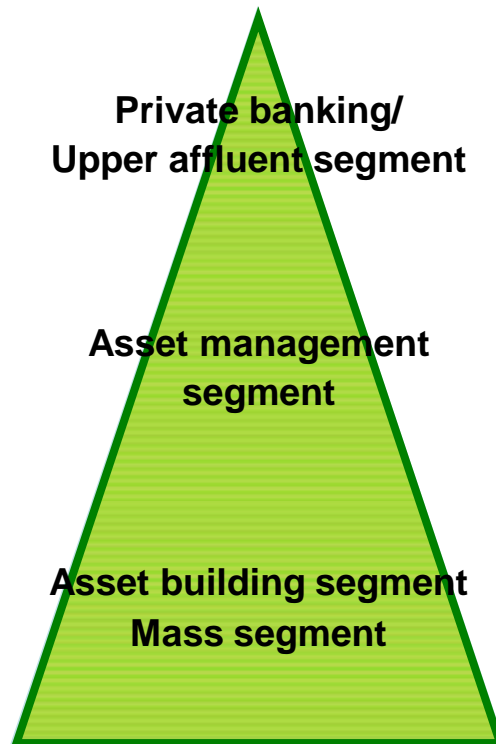 Private banking/
Upper affluent segment
Asset management
segment
Asset building segment
Mass segment